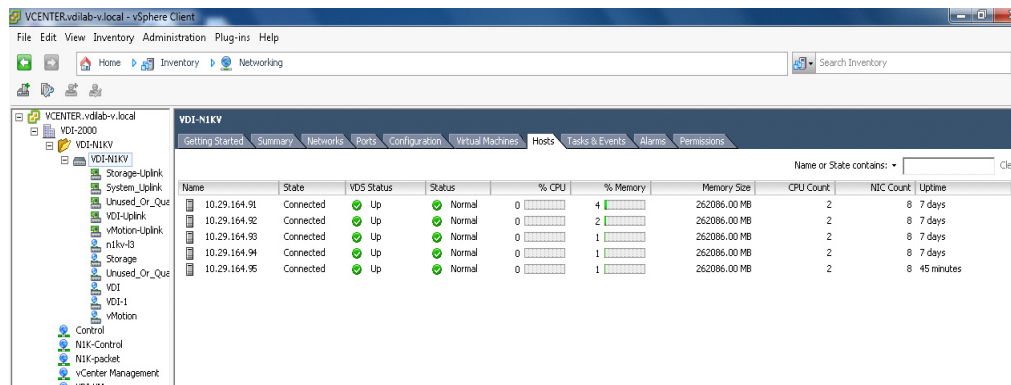 VCENTER.vdilab-v.local - vSphere Client
File Edit View Inventory Administration Plug-ins Help
Home Inventory Networking
Search Inventory
VCENTER.vdilab-v.local
VDI-2000
VDI-N1KV
VDI-N1KV
Storage-Uplink
System_Uplink
Unused_Or_Qua
VDI-Uplink
vMotion-Uplink
n1kv-l3
Storage
Unused_Or_Qua
VDI
VDI-1
vMotion
Control
N1K-Control
N1K-packet
vCenter Management
VDI-N1KV
Getting Started Summary Networks Ports Configuration Virtual Machines Hosts Tasks & Events Alarms Permissions
Name or State contains: Cle
Name State VDS Status Status % CPU % Memory Memory Size CPU Count NIC Count Uptime
10.29.164.91 Connected Up Normal 0 4 262086.00 MB 2 8 7 days
10.29.164.92 Connected Up Normal 0 2 262086.00 MB 2 8 7 days
10.29.164.93 Connected Up Normal 0 1 262086.00 MB 2 8 7 days
10.29.164.94 Connected Up Normal 0 1 262086.00 MB 2 8 7 days
10.29.164.95 Connected Up Normal 0 1 262086.00 MB 2 8 45 minutes